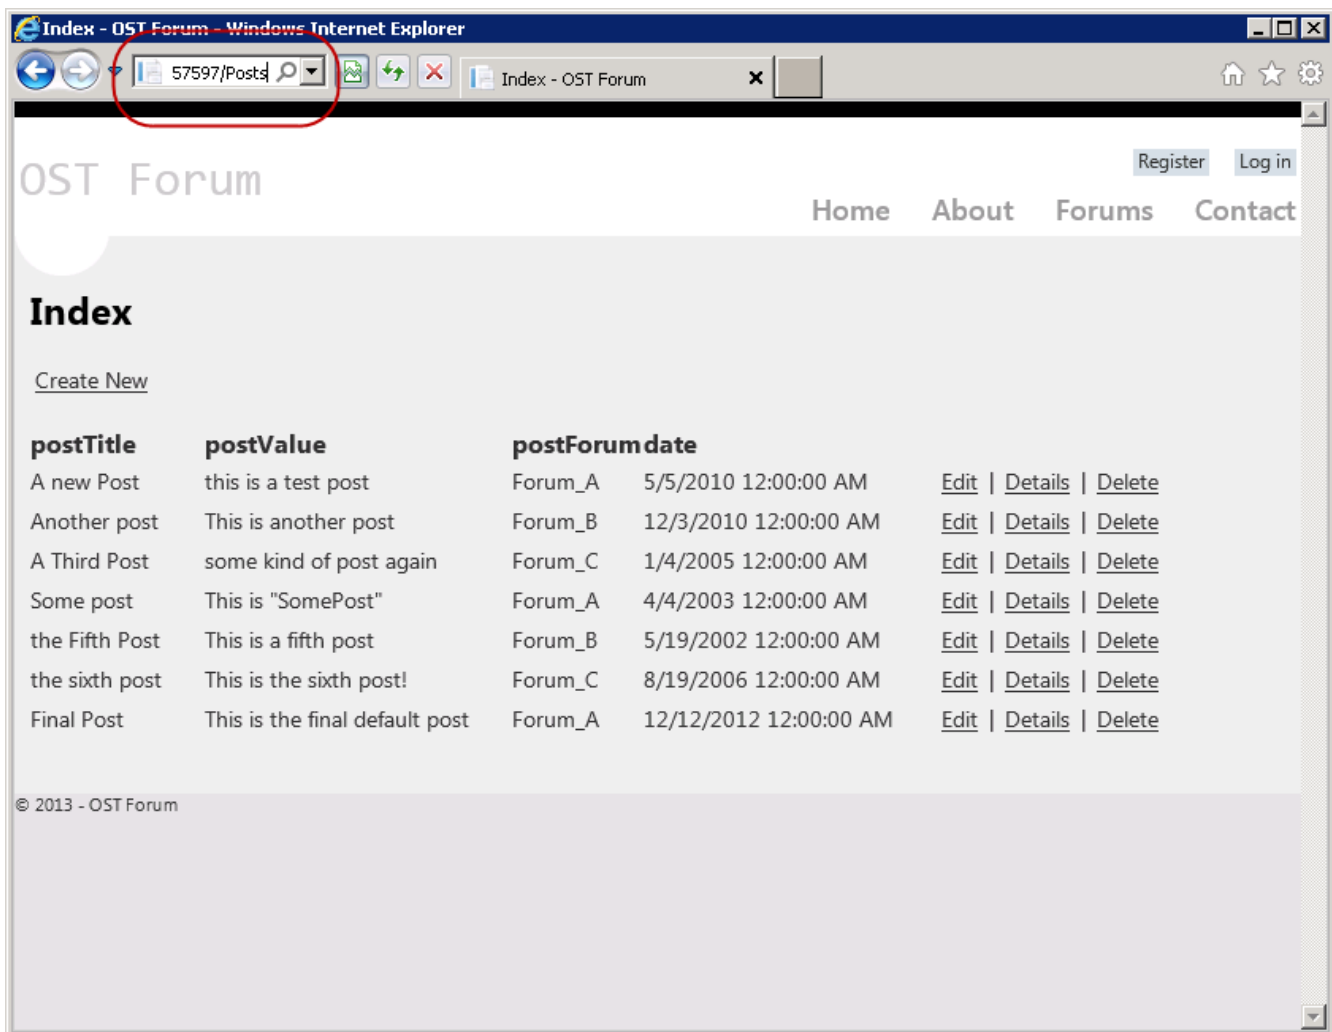 Index - OST Forum - Windows Internet Explorer
57597/Posts Index - OST Forum
Register Log in
OST Forum
Home About Forums Contact
Index
Create New
postTitle postValue postForum date
A new Post this is a test post Forum_A 5/5/2010 12:00:00 AM Edit | Details | Delete
Another post This is another post Forum_B 12/3/2010 12:00:00 AM Edit | Details | Delete
A Third Post some kind of post again Forum_C 1/4/2005 12:00:00 AM Edit | Details | Delete
Some post This is "SomePost" Forum_A 4/4/2003 12:00:00 AM Edit | Details | Delete
the Fifth Post This is a fifth post Forum_B 5/19/2002 12:00:00 AM Edit | Details | Delete
the sixth post This is the sixth post! Forum_C 8/19/2006 12:00:00 AM Edit | Details | Delete
Final Post This is the final default post Forum_A 12/12/2012 12:00:00 AM Edit | Details | Delete
© 2013 - OST Forum